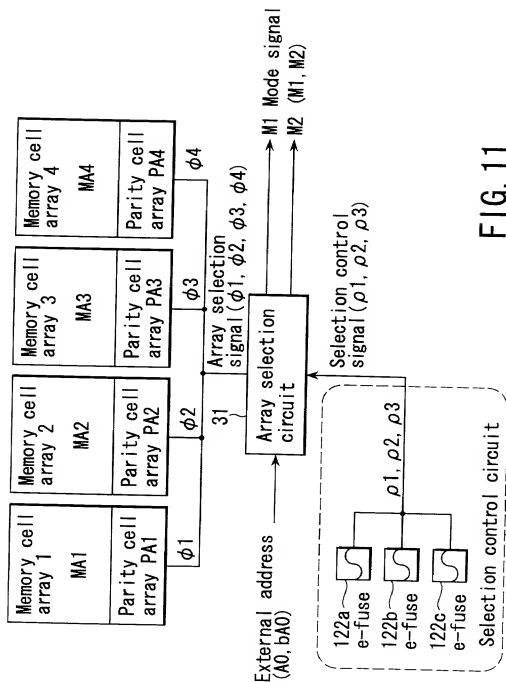 Memory cell
array 1
MA1
Parity cell
array PA1
Memory cell
array 2
MA2
Parity cell
array PA2
Memory cell
array 3
MA3
Parity cell
array PA3
Memory cell
array 4
MA4
Parity cell
array PA4
φ1
φ2
φ3
φ4
Array selection
signal (φ1, φ2, φ3, φ4)
31
Array selection
circuit
External address
(A0, bA0)
M1 Mode signal
M2 (M1, M2)
Selection control
signal (ρ1, ρ2, ρ3)
ρ1, ρ2, ρ3
122a
e-fuse
122b
e-fuse
122c
e-fuse
Selection control circuit
FIG. 11